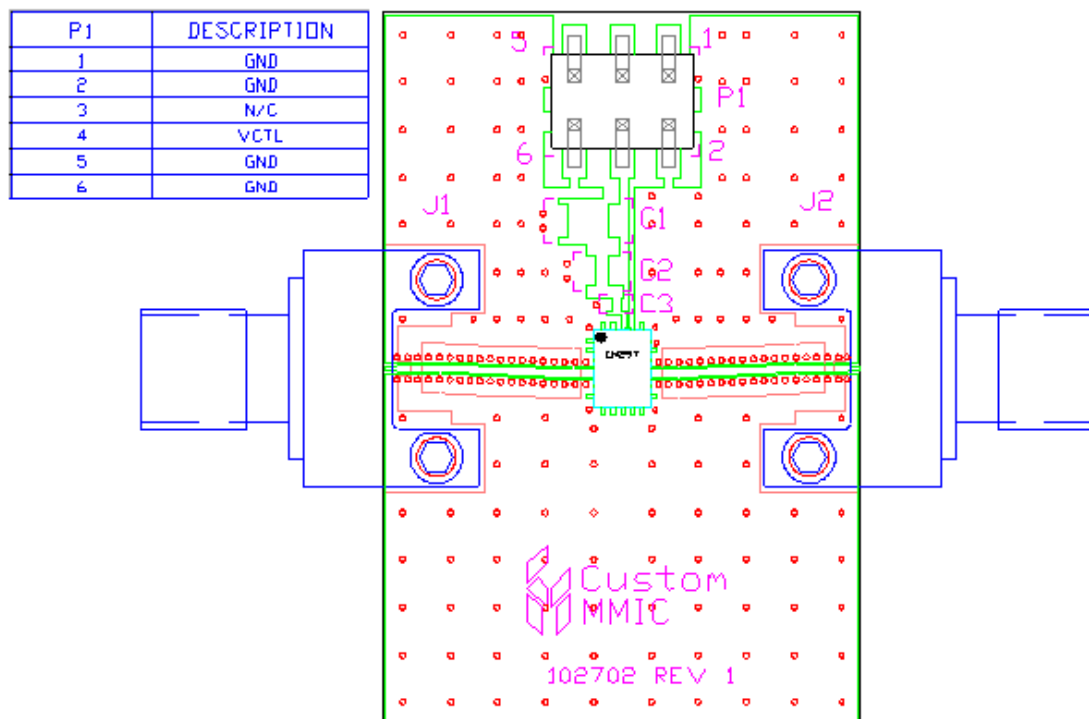 P1 DESCRIPTION
1 GND
2 GND
3 N/C
4 VCTL
5 GND
6 GND
5 1
P1
6 2
J1 J2
C1
C2
C3
Custom
MMIC
102702 REV 1